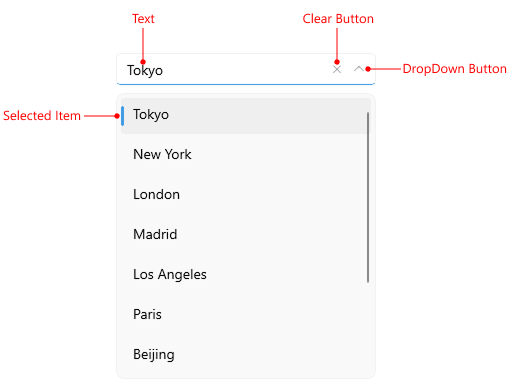 Text
Clear Button
Tokyo
DropDown Button
Selected Item
Tokyo
New York
London
Madrid
Los Angeles
Paris
Beijing